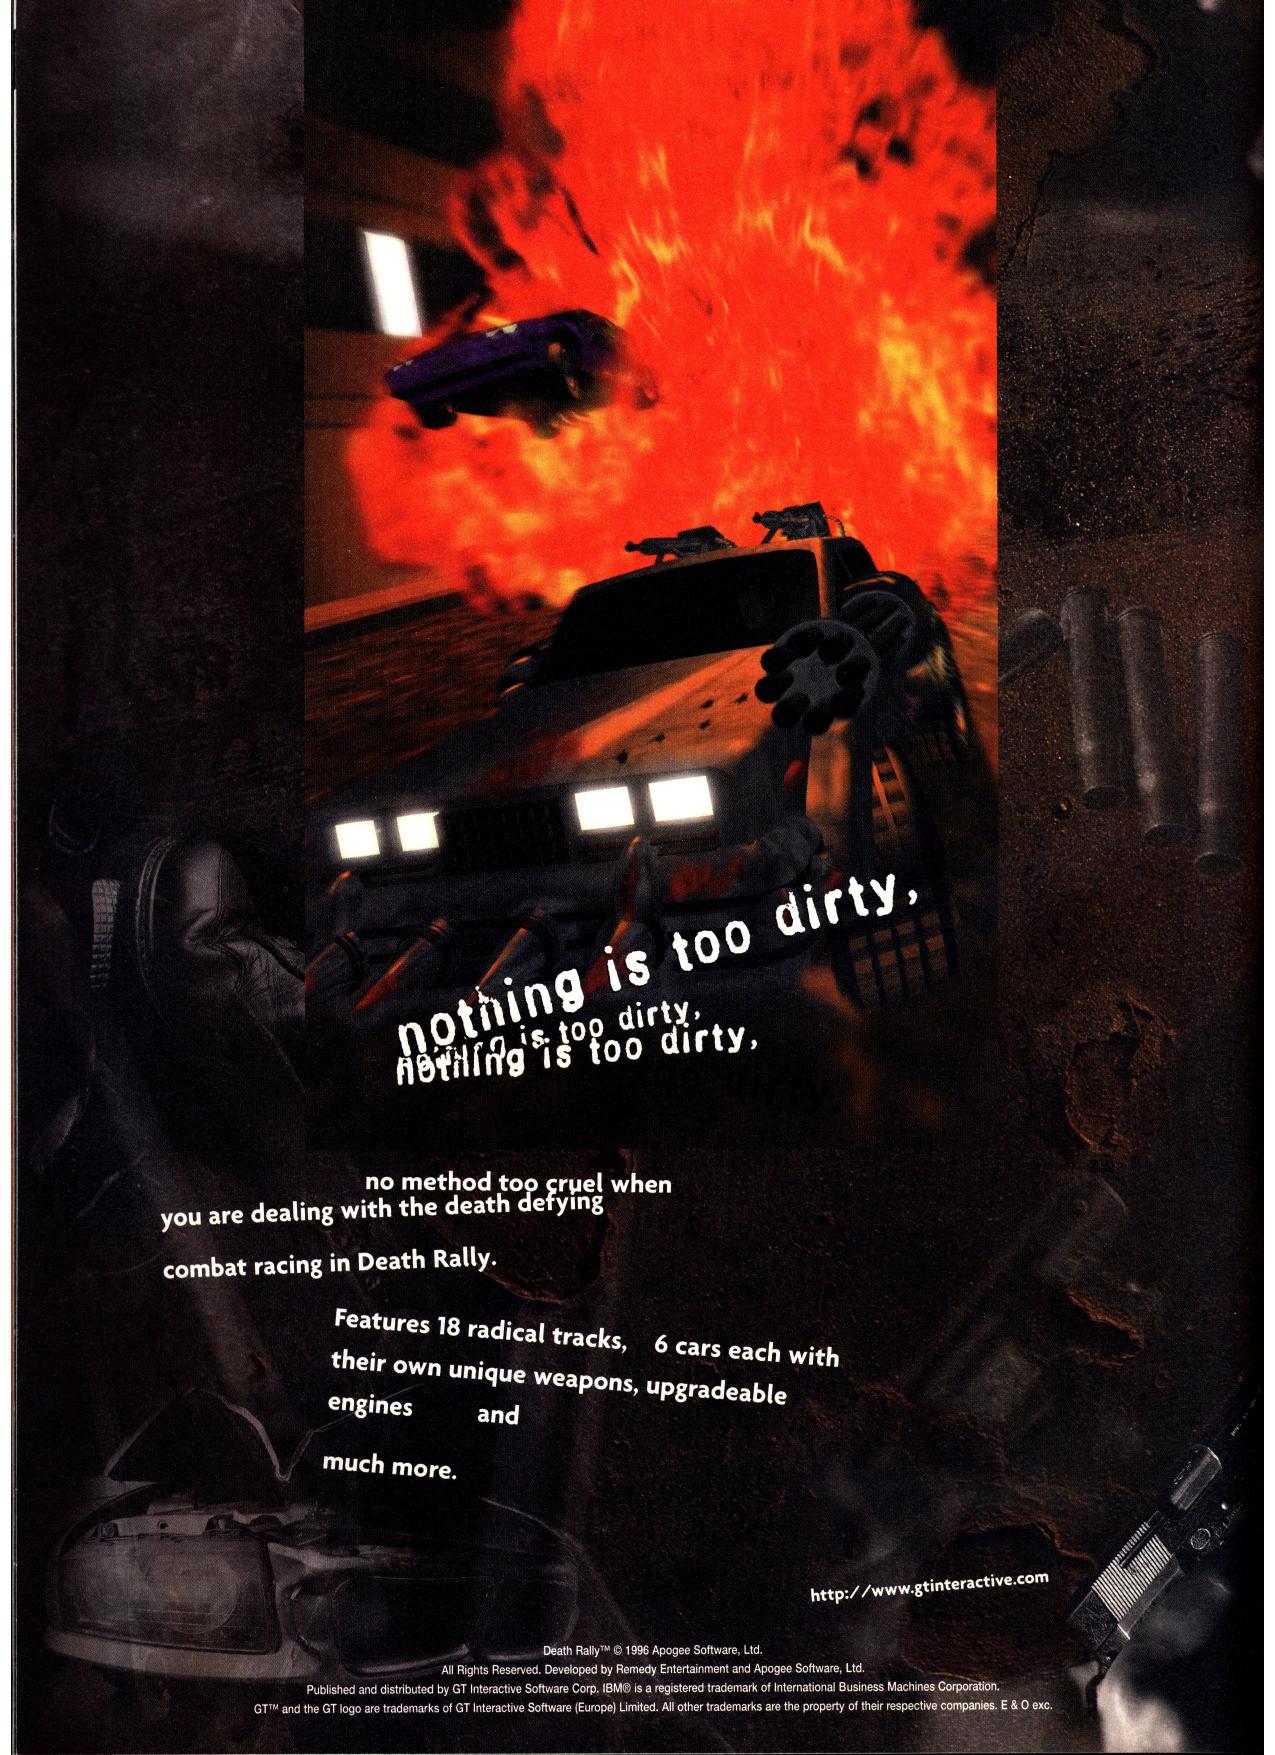 nothing is too dirty,
nothing is too dirty,
nothing is too dirty,
no method too cruel when
you are dealing with the death defying
combat racing in Death Rally.
Features 18 radical tracks, 6 cars each with
their own unique weapons, upgradeable
engines and
much more.
http://www.gtinteractive.com
Death Rally™ © 1996 Apogee Software, Ltd.
All Rights Reserved. Developed by Remedy Entertainment and Apogee Software, Ltd.
Published and distributed by GT Interactive Software Corp. IBM® is a registered trademark of International Business Machines Corporation.
GT™ and the GT logo are trademarks of GT Interactive Software (Europe) Limited. All other trademarks are the property of their respective companies. E & O exc.